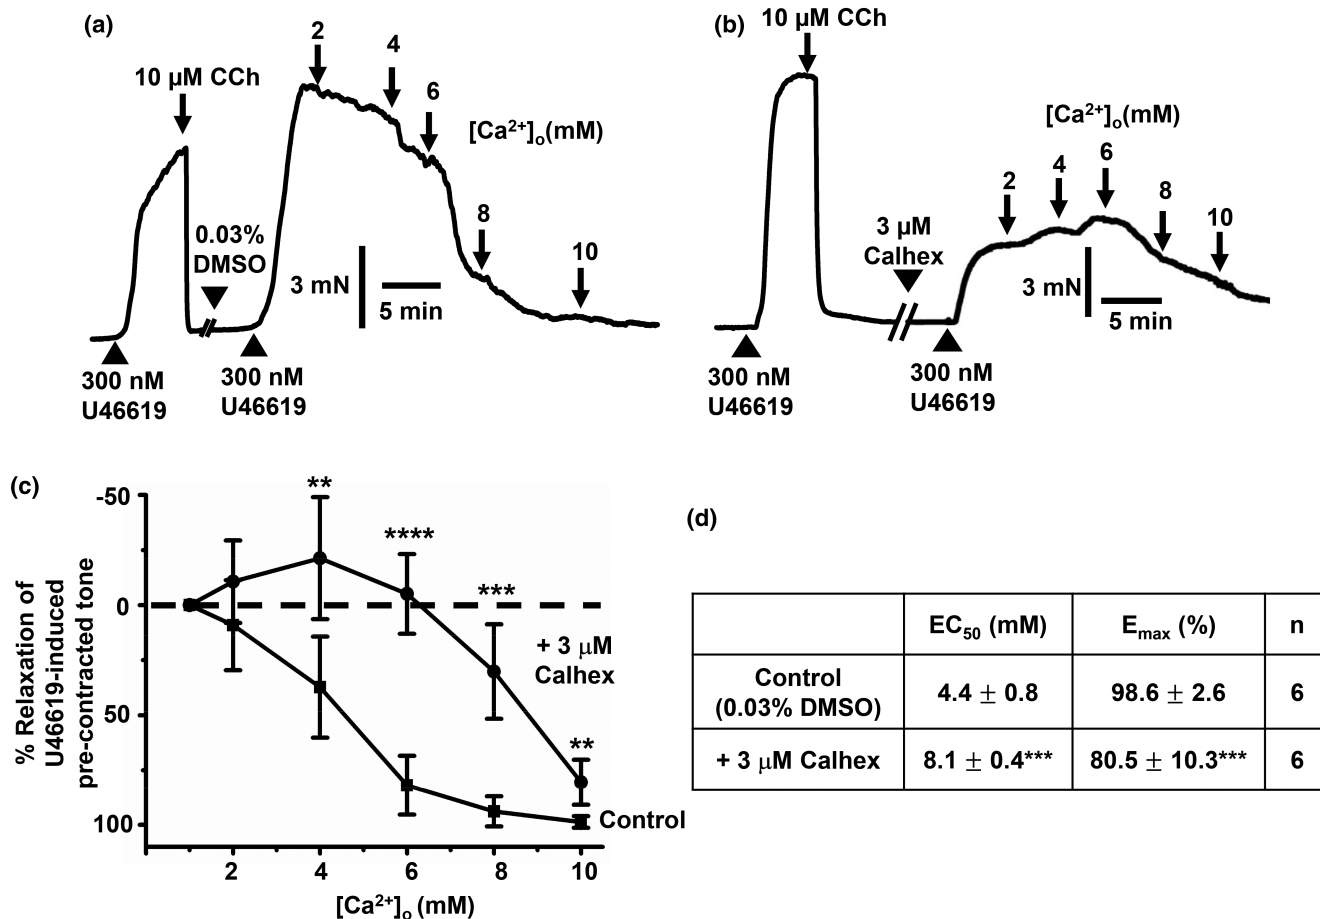 (a)
2
4
6
10 µM CCh
[Ca²⁺]ₒ(mM)
8
10
0.03%
DMSO
3 mN
5 min
300 nM
U46619
300 nM
U46619
(b)
10 µM CCh
[Ca²⁺]ₒ(mM)
2
4
6
8
10
3 µM
Calhex
3 mN
5 min
300 nM
U46619
300 nM
U46619
(c)
% Relaxation of
U46619-induced
pre-contracted tone
-50
0
50
100
**
****
***
**
+ 3 µM
Calhex
Control
2
4
6
8
10
[Ca²⁺]ₒ (mM)
(d)
EC₅₀ (mM) Eₘₐₓ (%) n
Control
(0.03% DMSO) 4.4 ± 0.8 98.6 ± 2.6 6
+ 3 µM Calhex 8.1 ± 0.4*** 80.5 ± 10.3*** 6